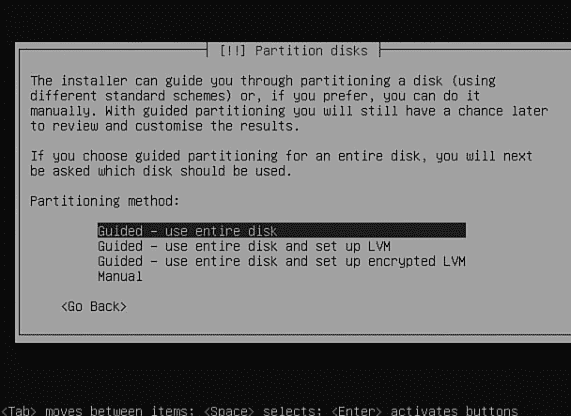 [!!] Partition disks
The installer can guide you through partitioning a disk (using
different standard schemes) or, if you prefer, you can do it
manually. With guided partitioning you will still have a chance later
to review and customise the results.
If you choose guided partitioning for an entire disk, you will next
be asked which disk should be used.
Partitioning method:
Guided - use entire disk
Guided - use entire disk and set up LVM
Guided - use entire disk and set up encrypted LVM
Manual
<Go Back>
<Tab> moves between items; <Space> selects; <Enter> activates buttons